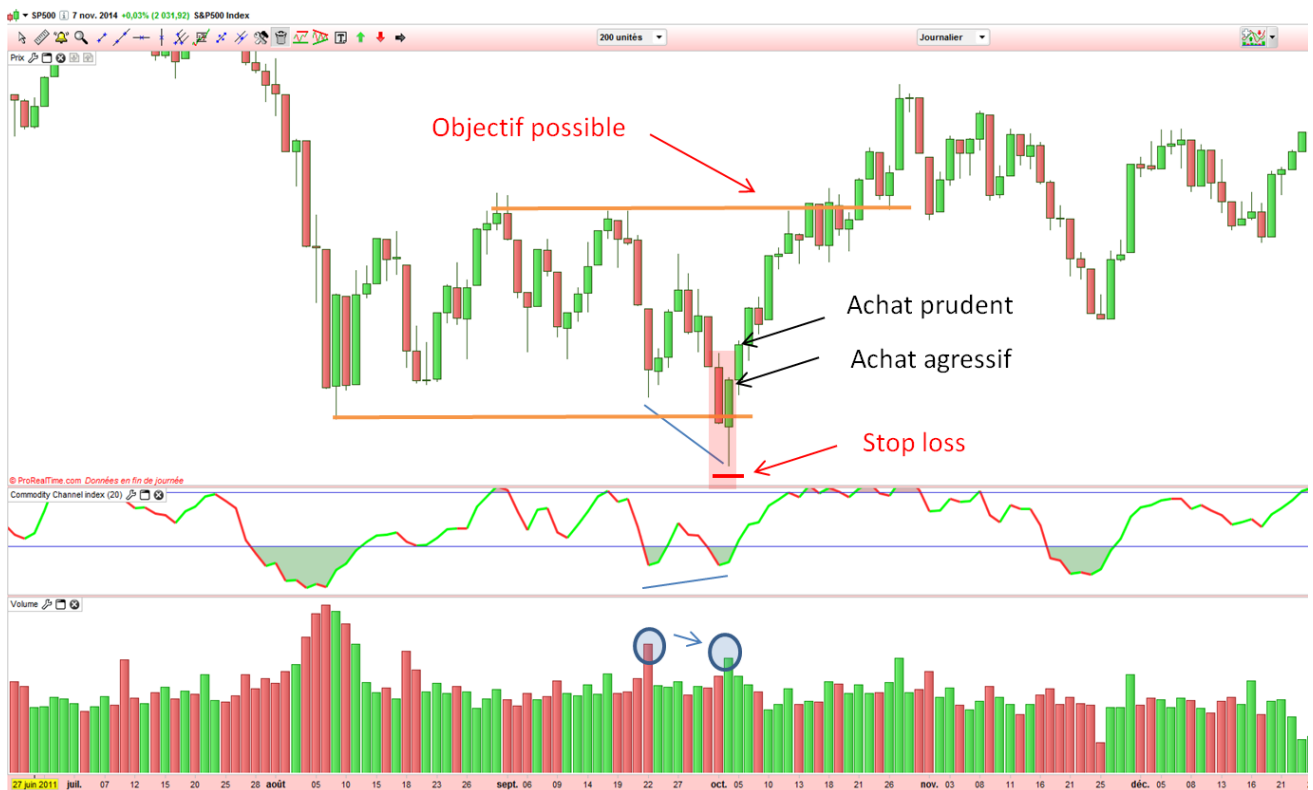 SP500 7 nov. 2014 +0,03% (2 031,92) S&P500 Index
200 unités Journalier
Prix
Objectif possible
Achat prudent
Achat agressif
Stop loss
© ProRealTime.com Données en fin de journée
Commodity Channel index (20)
Volume
27 juin 2011 juil. 07 12 15 20 25 28 août 05 10 15 18 23 26 sept. 06 09 14 19 22 27 oct. 05 10 13 18 21 26 nov. 03 08 11 16 21 25 déc. 05 08 13 16 21